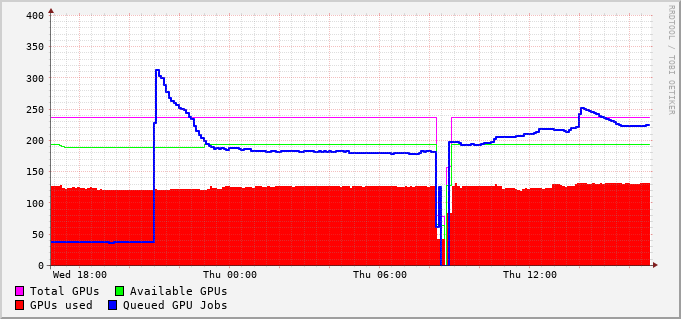 400
350
300
250
200
150
100
50
0
Wed 18:00 Thu 00:00 Thu 06:00 Thu 12:00
Total GPUs Available GPUs
GPUs used Queued GPU Jobs
RRDTOOL / TOBI OETIKER